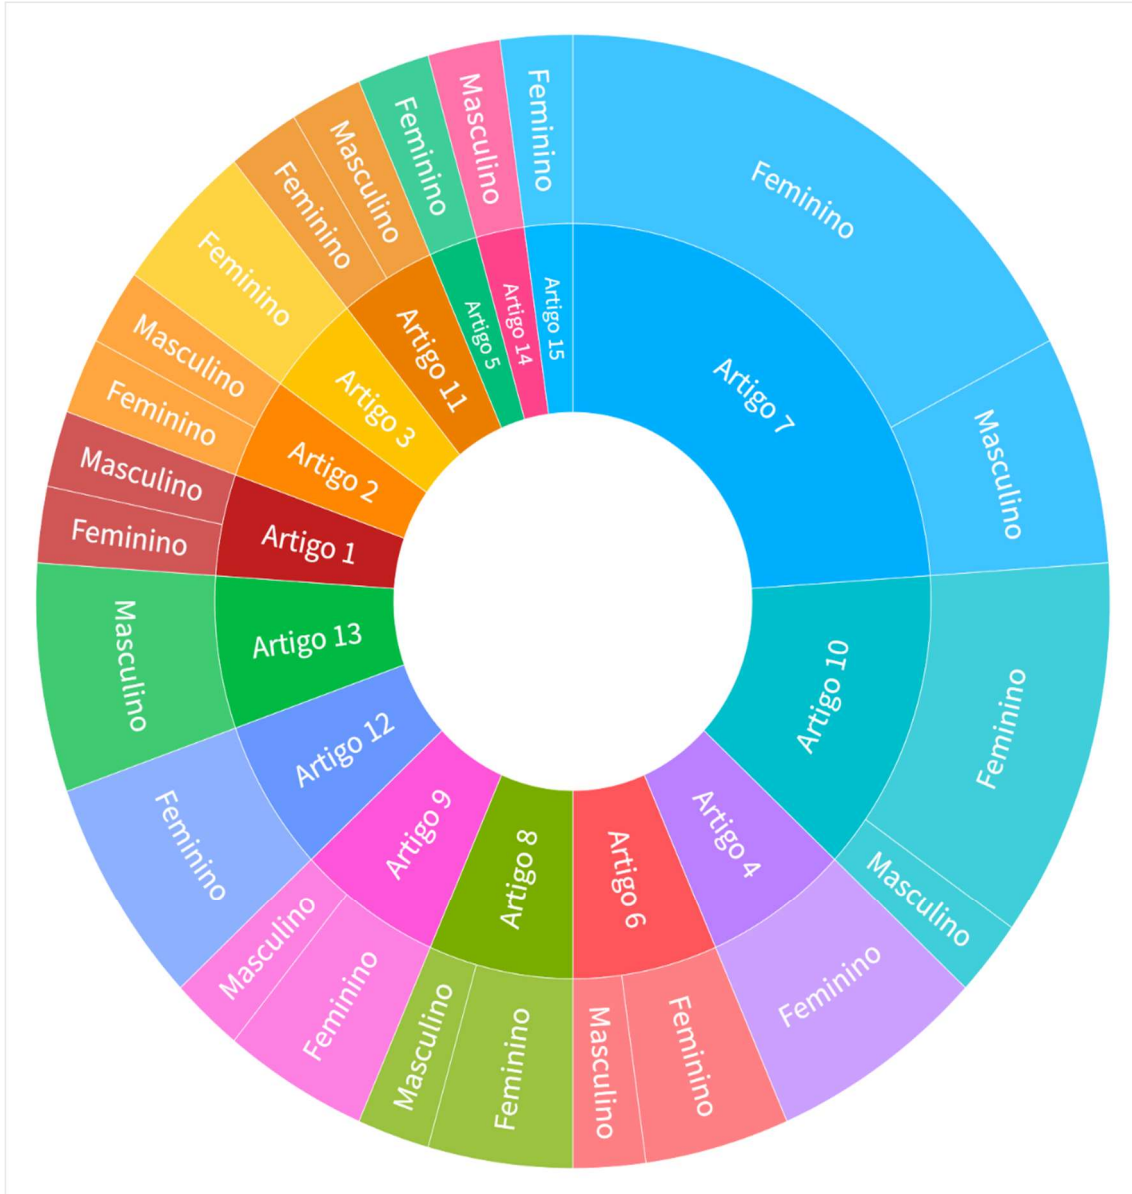 Artigo 7
Feminino
Masculino
Artigo 10
Feminino
Masculino
Artigo 4
Feminino
Artigo 6
Feminino
Masculino
Artigo 8
Feminino
Masculino
Artigo 9
Feminino
Masculino
Artigo 12
Feminino
Artigo 13
Masculino
Artigo 1
Feminino
Masculino
Artigo 2
Feminino
Masculino
Artigo 3
Feminino
Artigo 11
Feminino
Masculino
Artigo 5
Feminino
Artigo 14
Masculino
Artigo 15
Feminino